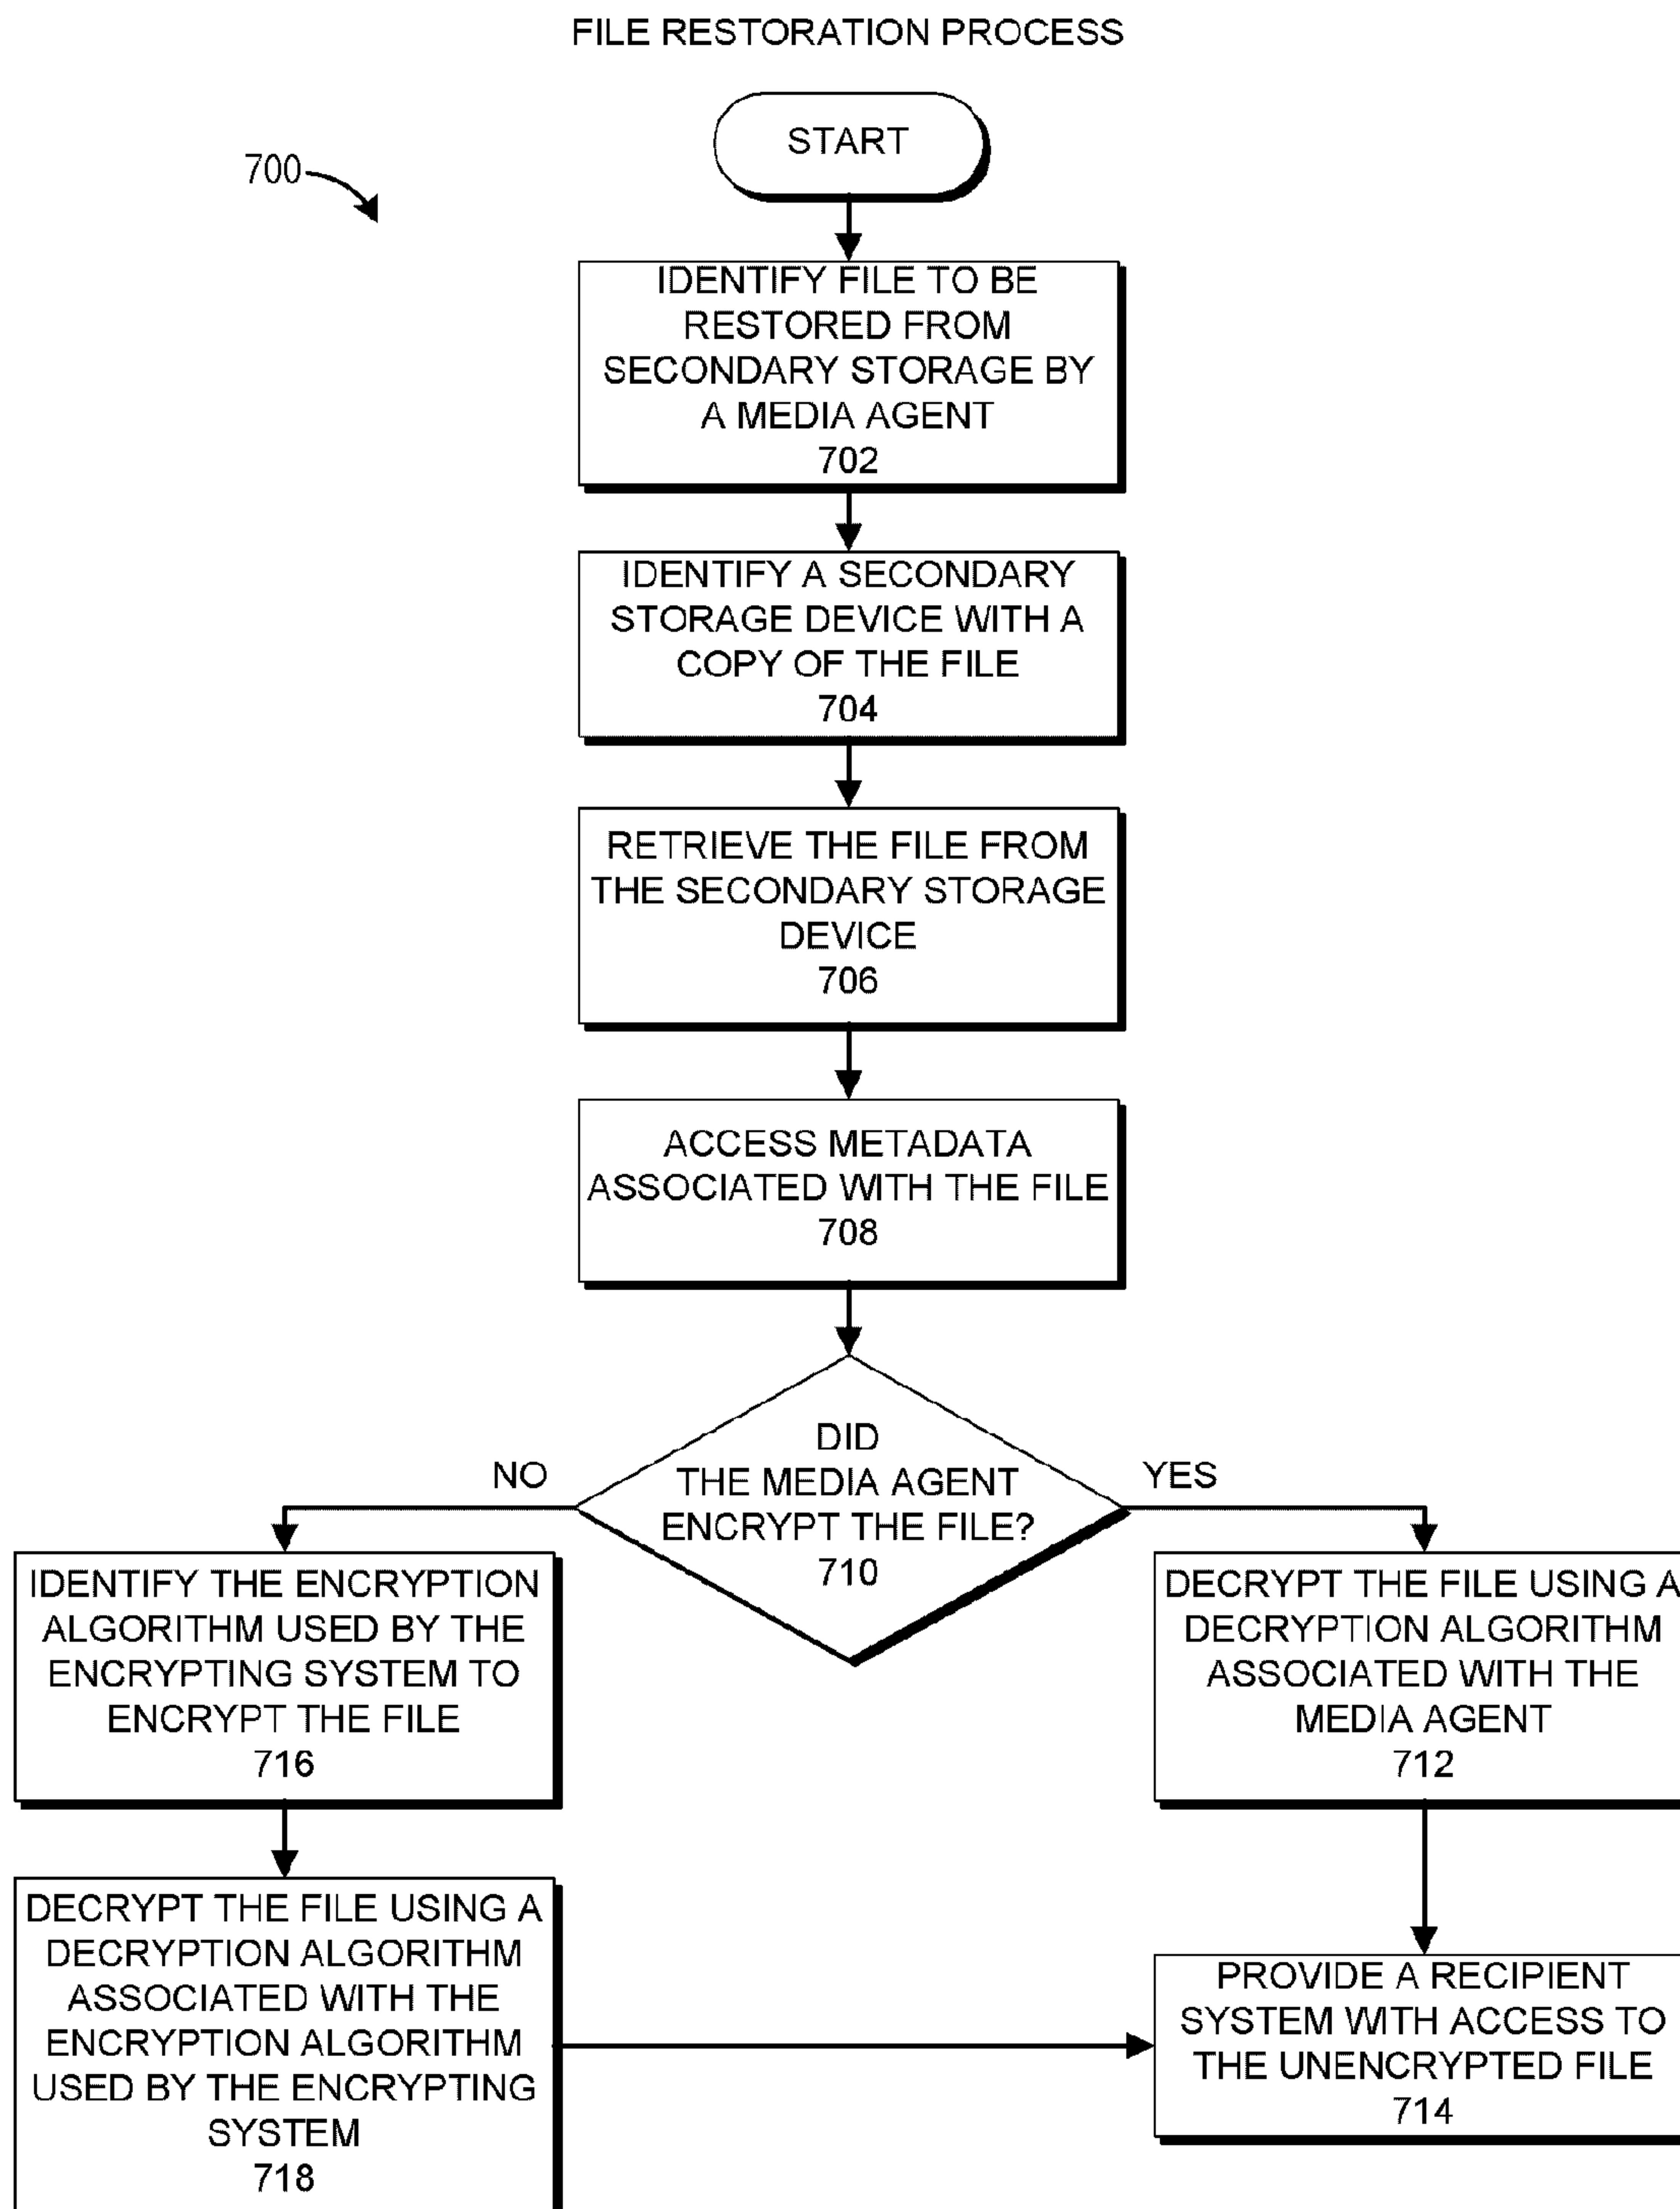 FILE RESTORATION PROCESS
START
700
IDENTIFY FILE TO BE
RESTORED FROM
SECONDARY STORAGE BY
A MEDIA AGENT
702
IDENTIFY A SECONDARY
STORAGE DEVICE WITH A
COPY OF THE FILE
704
RETRIEVE THE FILE FROM
THE SECONDARY STORAGE
DEVICE
706
ACCESS METADATA
ASSOCIATED WITH THE FILE
708
DID
THE MEDIA AGENT
ENCRYPT THE FILE?
710
NO
YES
IDENTIFY THE ENCRYPTION
ALGORITHM USED BY THE
ENCRYPTING SYSTEM TO
ENCRYPT THE FILE
716
DECRYPT THE FILE USING A
DECRYPTION ALGORITHM
ASSOCIATED WITH THE
MEDIA AGENT
712
DECRYPT THE FILE USING A
DECRYPTION ALGORITHM
ASSOCIATED WITH THE
ENCRYPTION ALGORITHM
USED BY THE ENCRYPTING
SYSTEM
718
PROVIDE A RECIPIENT
SYSTEM WITH ACCESS TO
THE UNENCRYPTED FILE
714